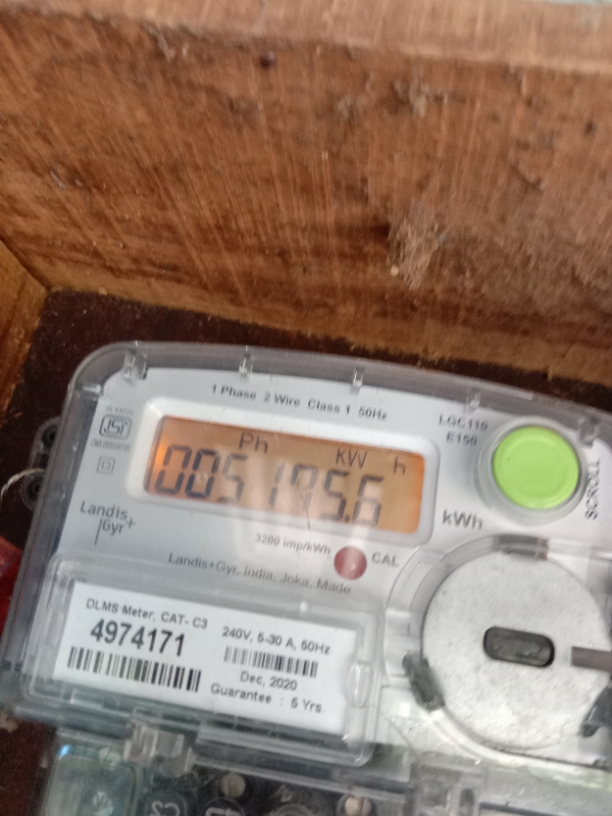 1 Phase 2 Wire Class 1 50Hz
LGC110
E150
Ph kW h
005175.6
SCROLL
kWh
Landis
Gyr+
3200 imp/kWh
CAL
Landis+Gyr, India, Joka, Made
DLMS Meter, CAT- C3
4974171
240V, 5-30 A, 50Hz
Dec, 2020
Guarantee : 5 Yrs.